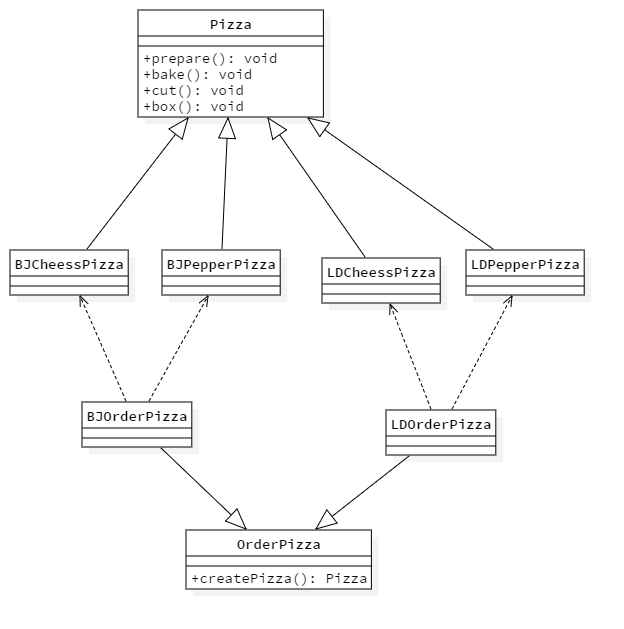 Pizza
+prepare(): void
+bake(): void
+cut(): void
+box(): void
BJCheessPizza
BJPepperPizza
LDCheessPizza
LDPepperPizza
BJOrderPizza
LDOrderPizza
OrderPizza
+createPizza(): Pizza